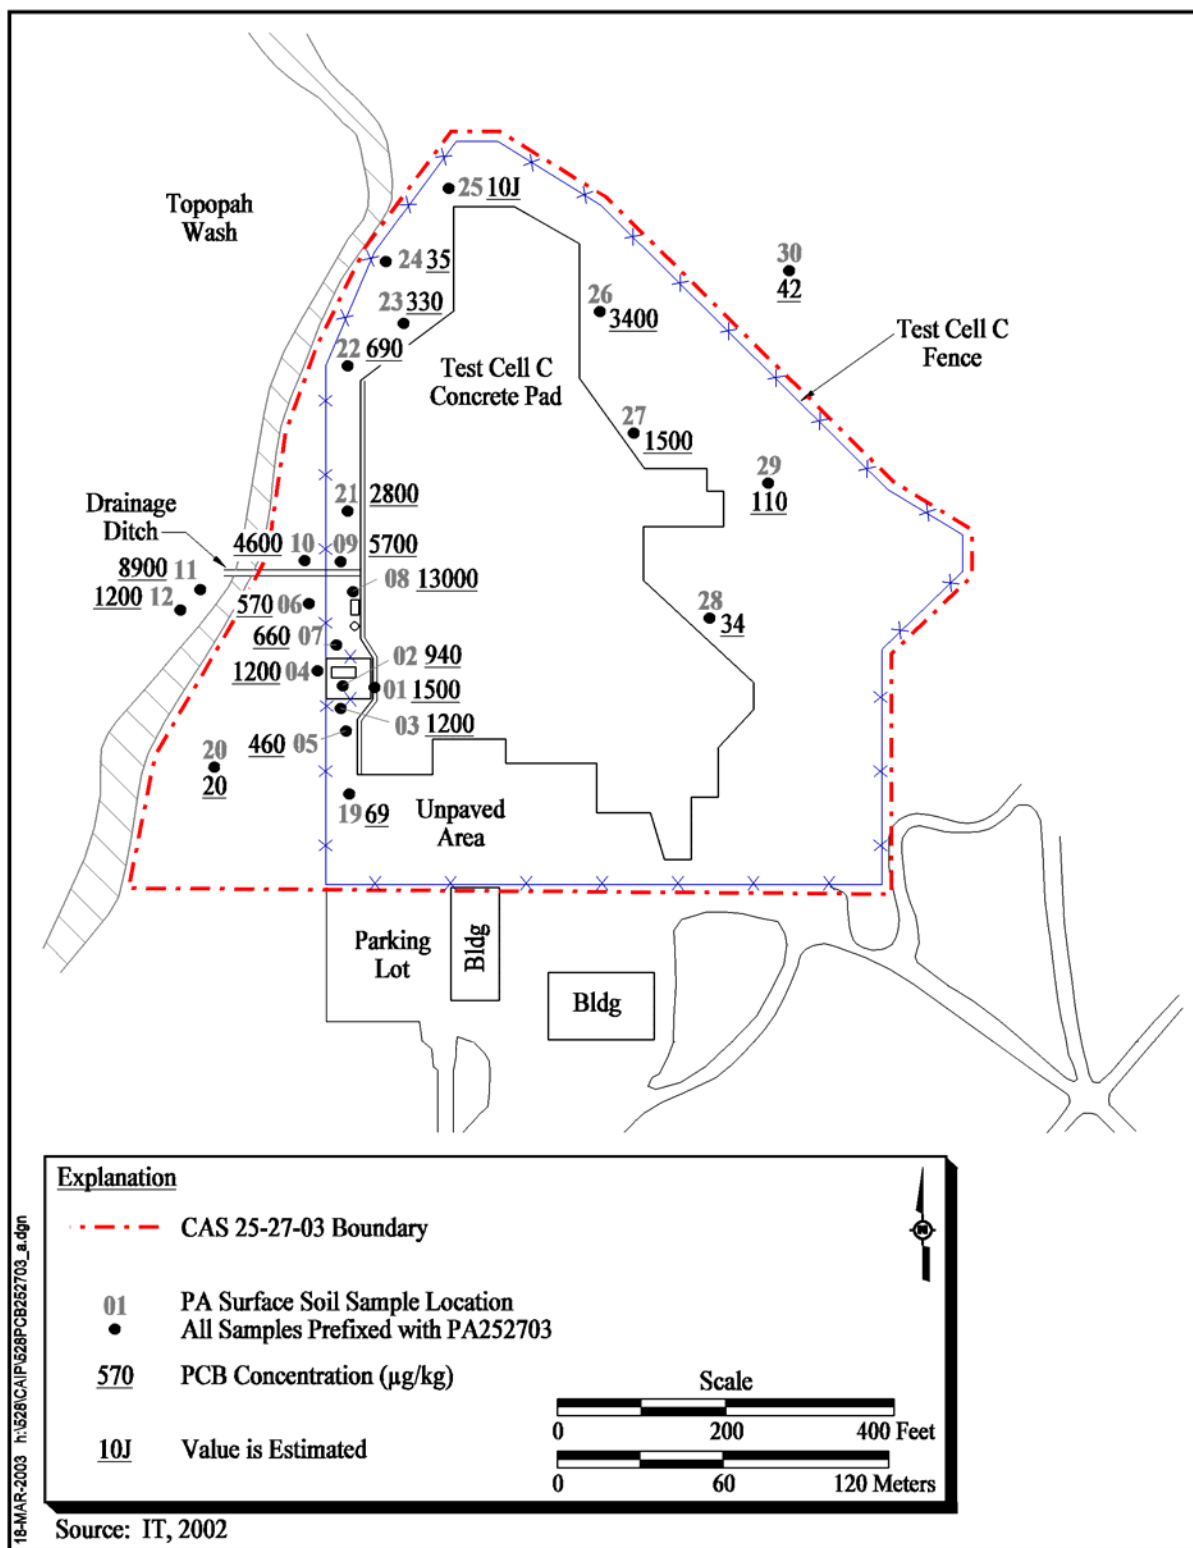 Topopah
Wash
25 10J
24 35
23 330
22 690
26
3400
30
42
Test Cell C
Fence
Test Cell C
Concrete Pad
27
1500
29
110
21 2800
Drainage
Ditch
4600 10 09 5700
8900 11
08 13000
1200 12
570 06
28
34
660 07
02 940
1200 04
01 1500
03 1200
460 05
20
20
19 69
Unpaved
Area
Parking
Lot
Bldg
Bldg
Explanation
CAS 25-27-03 Boundary
01 PA Surface Soil Sample Location
All Samples Prefixed with PA252703
570 PCB Concentration (µg/kg)
10J Value is Estimated
N
Scale
0 200 400 Feet
0 60 120 Meters
Source: IT, 2002
18-MAR-2003 h:\528\CAIP\528PCB252703_a.dgn